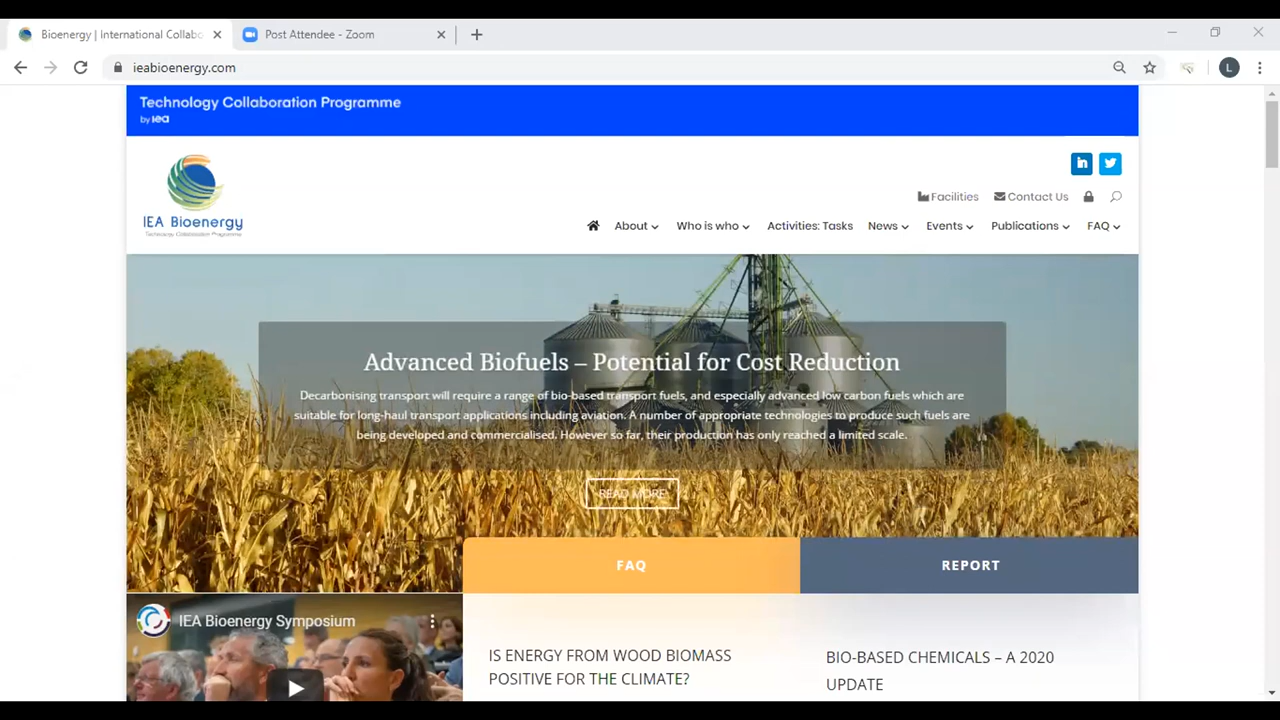 Bioenergy | International Collabo
Post Attendee - Zoom
ieabioenergy.com
L
Technology Collaboration Programme
by iea
IEA Bioenergy
Technology Collaboration Programme
in
Facilities
Contact Us
About
Who is who
Activities: Tasks
News
Events
Publications
FAQ
Advanced Biofuels – Potential for Cost Reduction
Decarbonising transport will require a range of bio-based transport fuels, and especially advanced low carbon fuels which are
suitable for long-haul transport applications including aviation. A number of appropriate technologies to produce such fuels are
being developed and commercialised. However so far, their production has only reached a limited scale.
READ MORE
FAQ
REPORT
IEA Bioenergy Symposium
IS ENERGY FROM WOOD BIOMASS
POSITIVE FOR THE CLIMATE?
BIO-BASED CHEMICALS – A 2020
UPDATE